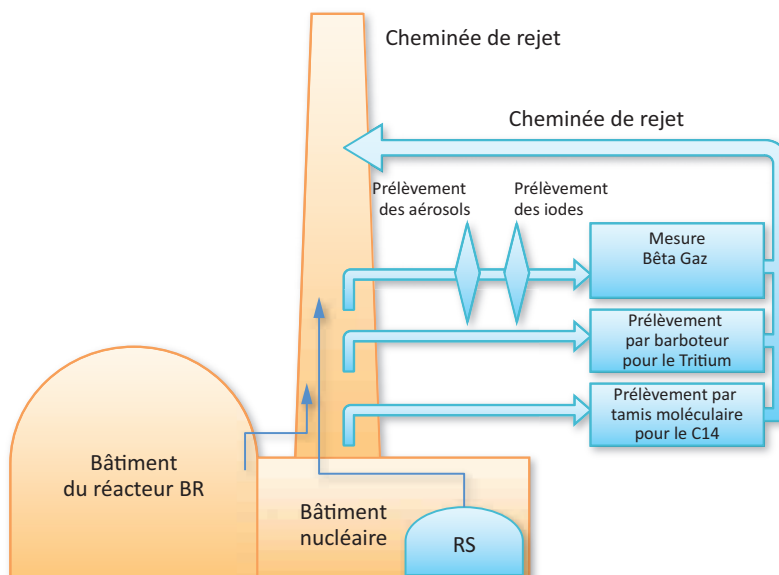 Cheminée de rejet
Cheminée de rejet
Prélèvement
des aérosols
Prélèvement
des iodes
Mesure
Bêta Gaz
Prélèvement
par barboteur
pour le Tritium
Prélèvement par
tamis moléculaire
pour le C14
Bâtiment
du réacteur BR
Bâtiment
nucléaire
RS